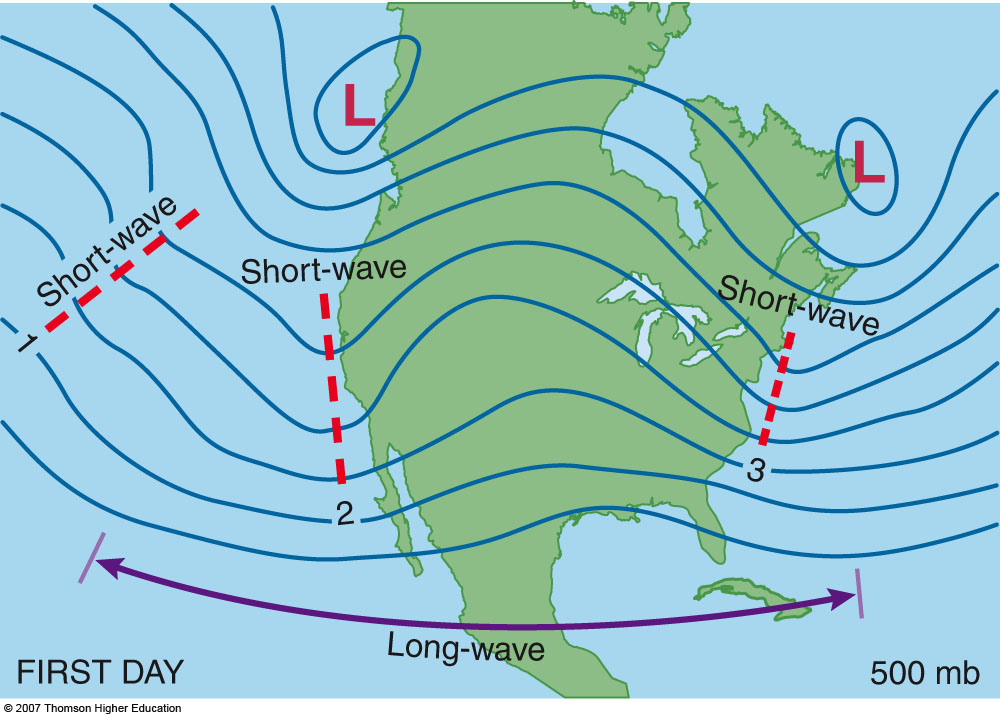 L
L
Short-wave
Short-wave
Short-wave
1
2
3
Long-wave
FIRST DAY
500 mb
© 2007 Thomson Higher Education